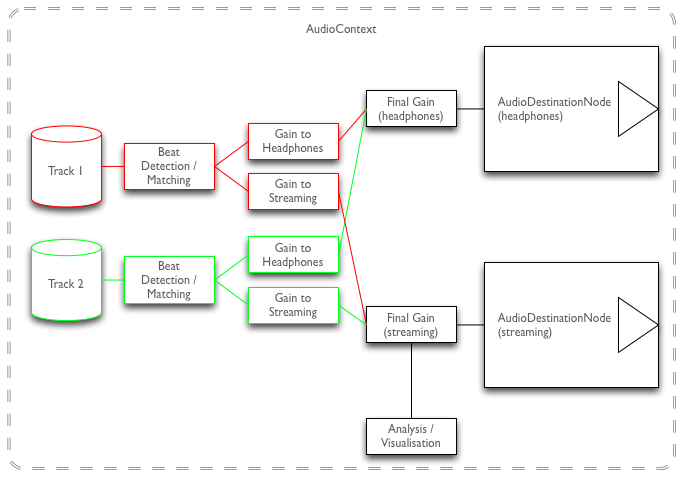 AudioContext
Track 1
Beat
Detection /
Matching
Gain to
Headphones
Gain to
Streaming
Final Gain
(headphones)
AudioDestinationNode
(headphones)
Track 2
Beat
Detection /
Matching
Gain to
Headphones
Gain to
Streaming
Final Gain
(streaming)
AudioDestinationNode
(streaming)
Analysis /
Visualisation